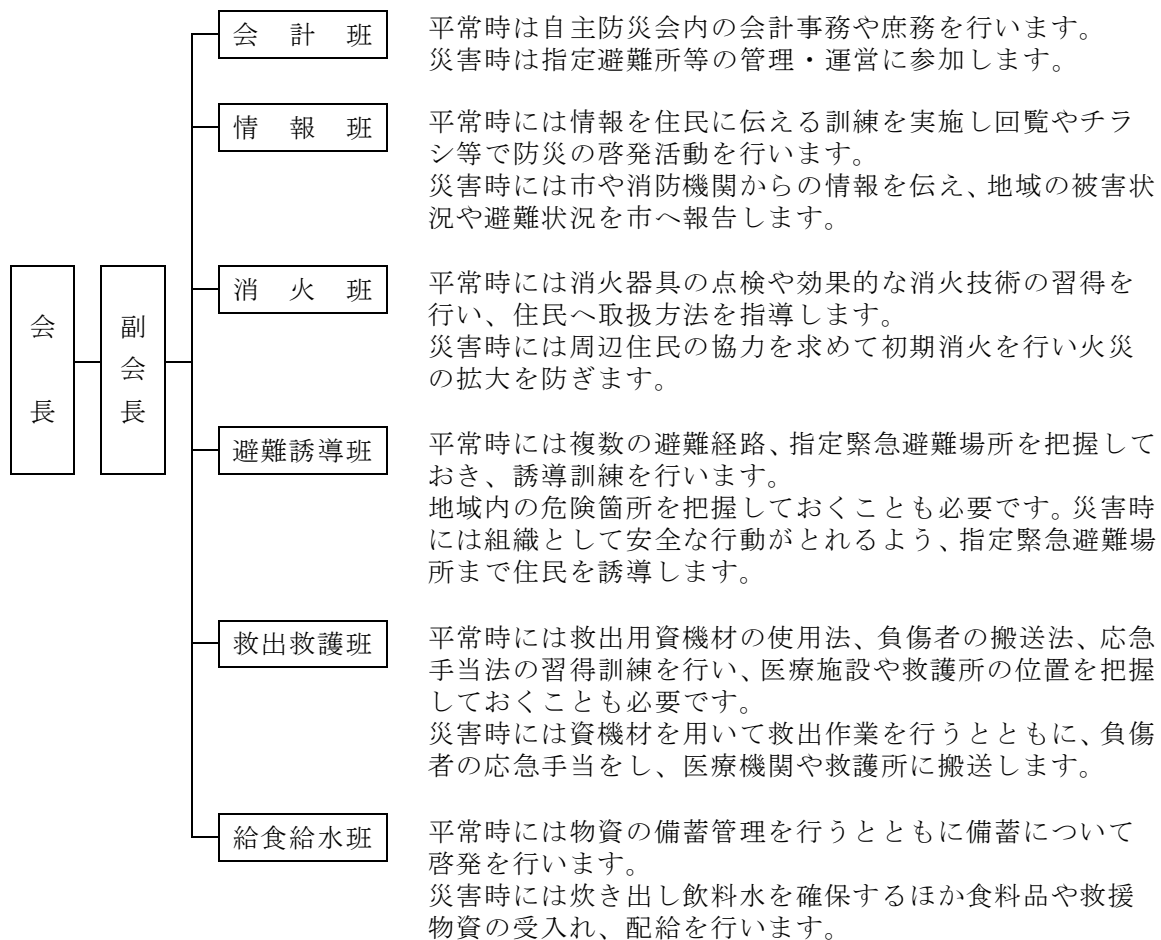 会長
副会長
会計班
平常時は自主防災会内の会計事務や庶務を行います。
災害時は指定避難所等の管理・運営に参加します。
情報班
平常時には情報を住民に伝える訓練を実施し回覧やチラ
シ等で防災の啓発活動を行います。
災害時には市や消防機関からの情報を伝え、地域の被害状
況や避難状況を市へ報告します。
消火班
平常時には消火器具の点検や効果的な消火技術の習得を
行い、住民へ取扱方法を指導します。
災害時には周辺住民の協力を求めて初期消火を行い火災
の拡大を防ぎます。
避難誘導班
平常時には複数の避難経路、指定緊急避難場所を把握して
おき、誘導訓練を行います。
地域内の危険箇所を把握しておくことも必要です。災害時
には組織として安全な行動がとれるよう、指定緊急避難場
所まで住民を誘導します。
救出救護班
平常時には救出用資機材の使用法、負傷者の搬送法、応急
手当法の習得訓練を行い、医療施設や救護所の位置を把握
しておくことも必要です。
災害時には資機材を用いて救出作業を行うとともに、負傷
者の応急手当をし、医療機関や救護所に搬送します。
給食給水班
平常時には物資の備蓄管理を行うとともに備蓄について
啓発を行います。
災害時には炊き出し飲料水を確保するほか食料品や救援
物資の受入れ、配給を行います。